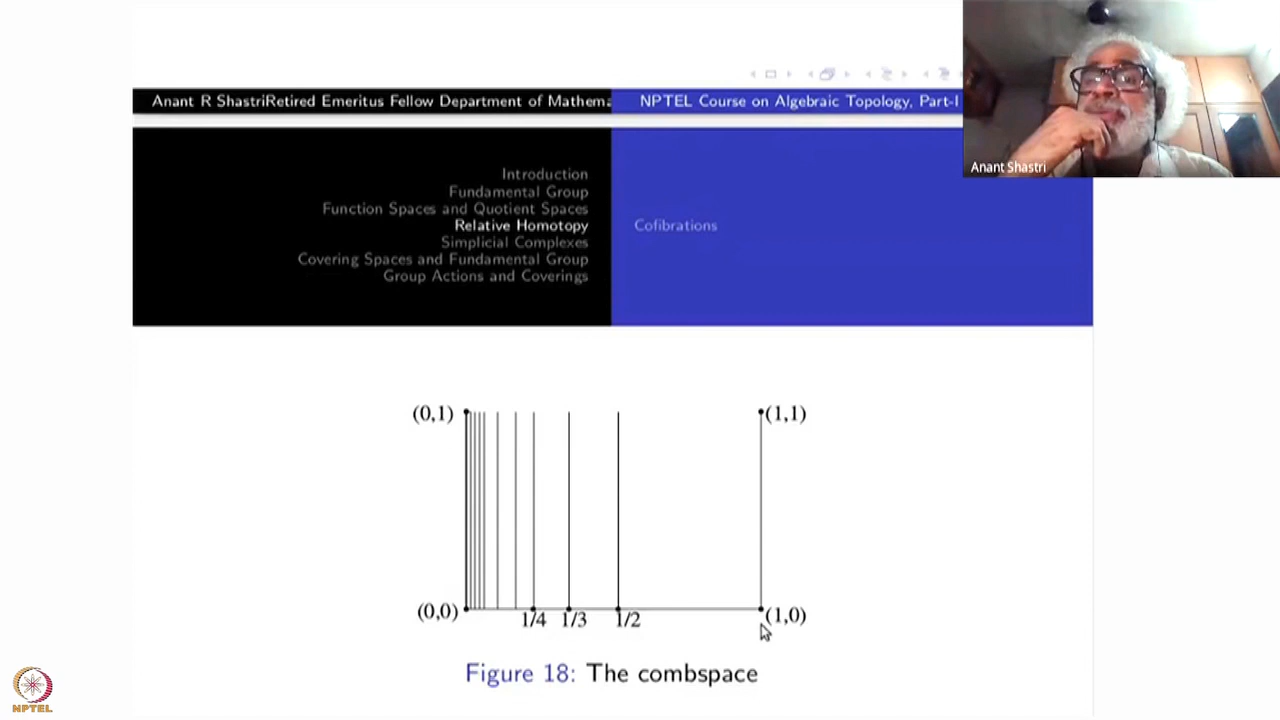 Anant R ShastriRetired Emeritus Fellow Department of Mathema
NPTEL Course on Algebraic Topology, Part-I
Anant Shastri
Introduction
Fundamental Group
Function Spaces and Quotient Spaces
Relative Homotopy
Simplicial Complexes
Covering Spaces and Fundamental Group
Group Actions and Coverings
Cofibrations
(0,1)
(1,1)
(0,0)
1/4
1/3
1/2
(1,0)
Figure 18: The combspace
NPTEL